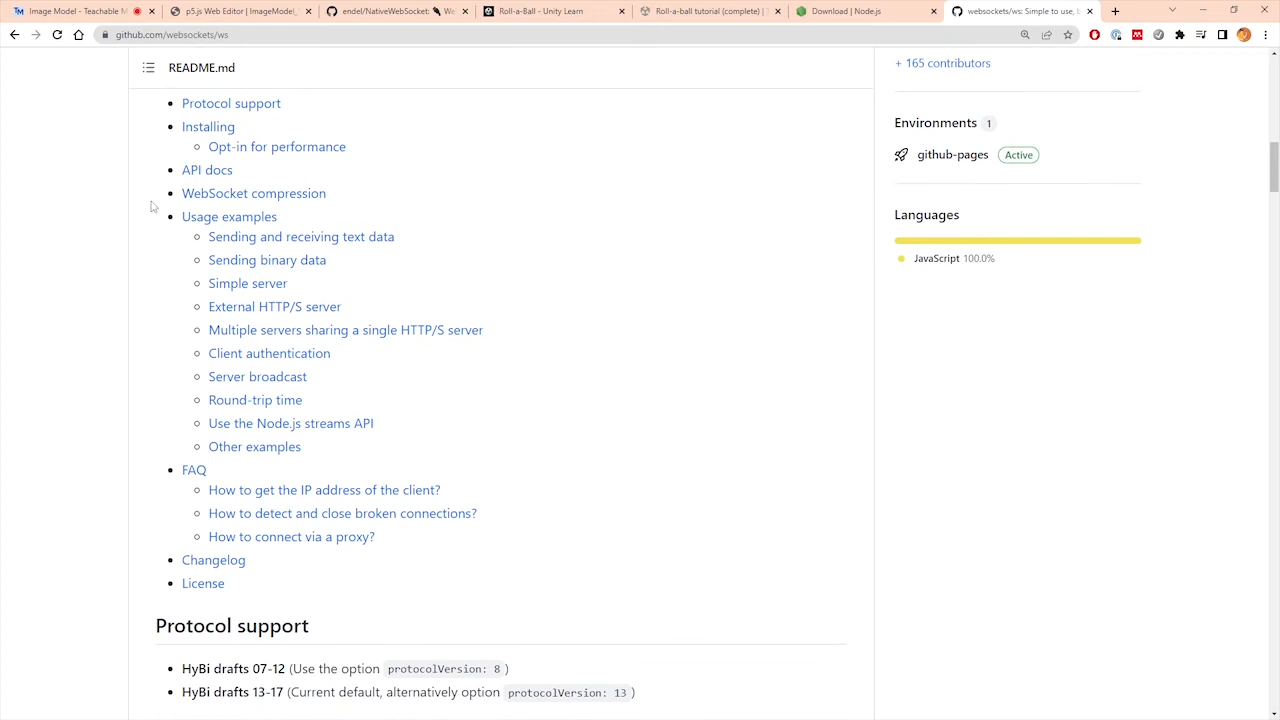 Image Model - Teachable M
p5.js Web Editor | ImageModel_
endel/NativeWebSocket: 🔌 We
Roll-a-Ball - Unity Learn
Roll-a-ball tutorial (complete) |
Download | Node.js
websockets/ws: Simple to use, b
github.com/websockets/ws
README.md
Protocol support
Installing
Opt-in for performance
API docs
WebSocket compression
Usage examples
Sending and receiving text data
Sending binary data
Simple server
External HTTP/S server
Multiple servers sharing a single HTTP/S server
Client authentication
Server broadcast
Round-trip time
Use the Node.js streams API
Other examples
FAQ
How to get the IP address of the client?
How to detect and close broken connections?
How to connect via a proxy?
Changelog
License
Protocol support
HyBi drafts 07-12 (Use the option protocolVersion: 8 )
HyBi drafts 13-17 (Current default, alternatively option protocolVersion: 13 )
+ 165 contributors
Environments 1
github-pages Active
Languages
JavaScript 100.0%